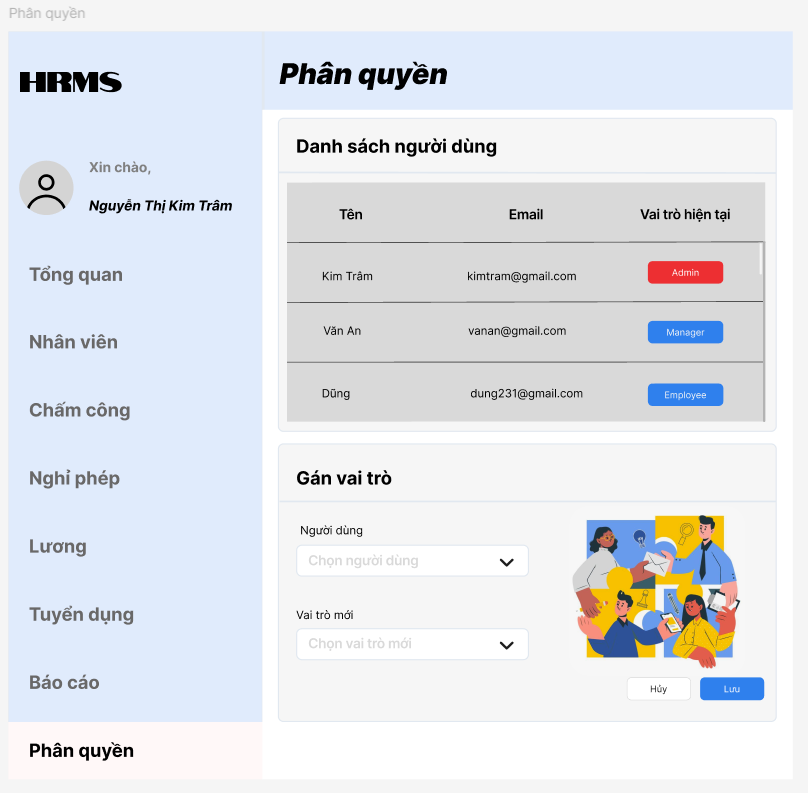 Phân quyền
HRMS
Phân quyền
Xin chào,
Nguyễn Thị Kim Trâm
Tổng quan
Nhân viên
Chấm công
Nghỉ phép
Lương
Tuyển dụng
Báo cáo
Phân quyền
Danh sách người dùng
Tên Email Vai trò hiện tại
Kim Trâm kimtram@gmail.com Admin
Văn An vanan@gmail.com Manager
Dũng dung231@gmail.com Employee
Gán vai trò
Người dùng
Chọn người dùng
Vai trò mới
Chọn vai trò mới
Hủy Lưu